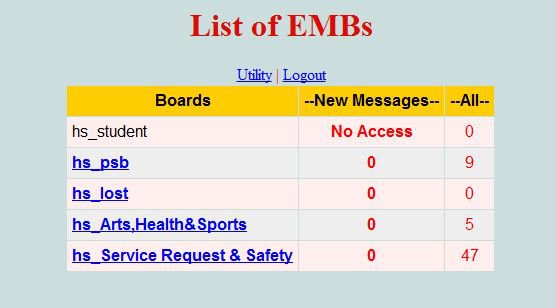 List of EMBs
Utility | Logout
Boards --New Messages-- --All--
hs_student No Access 0
hs_psb 0 9
hs_lost 0 0
hs_Arts,Health&Sports 0 5
hs_Service Request & Safety 0 47